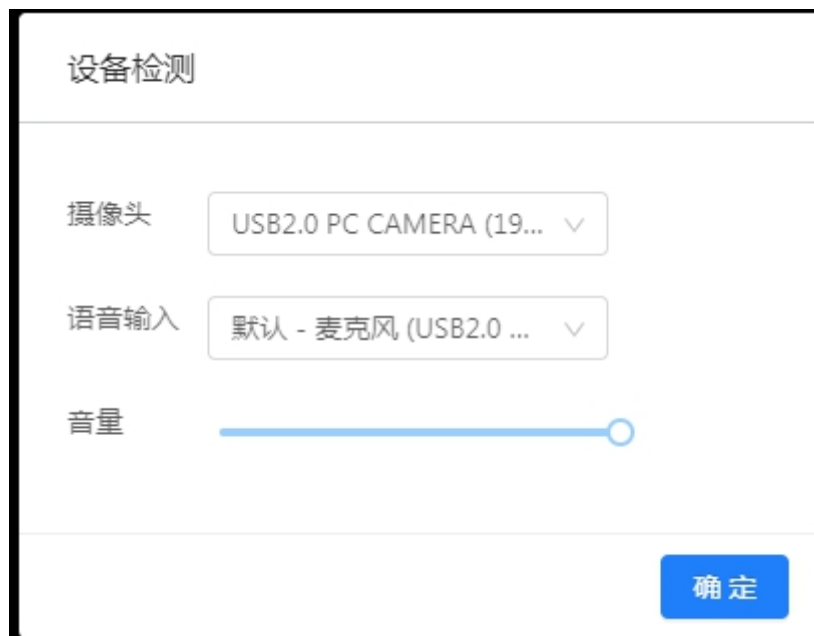 设备检测
摄像头 USB2.0 PC CAMERA (19...
语音输入 默认 - 麦克风 (USB2.0 ...
音量
确 定